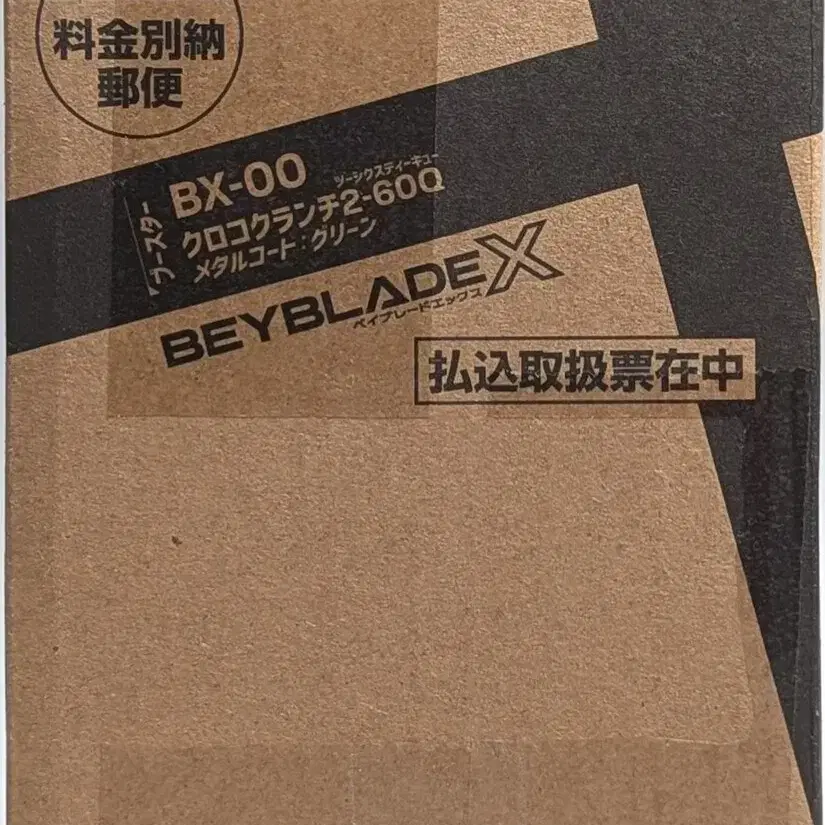 料金別納
郵便
ブースター
BX-00
ツーシクスティーキュー
クロコクランチ2-60Q
メタルコート：グリーン
BEYBLADE X
ベイブレードエックス
払込取扱票在中